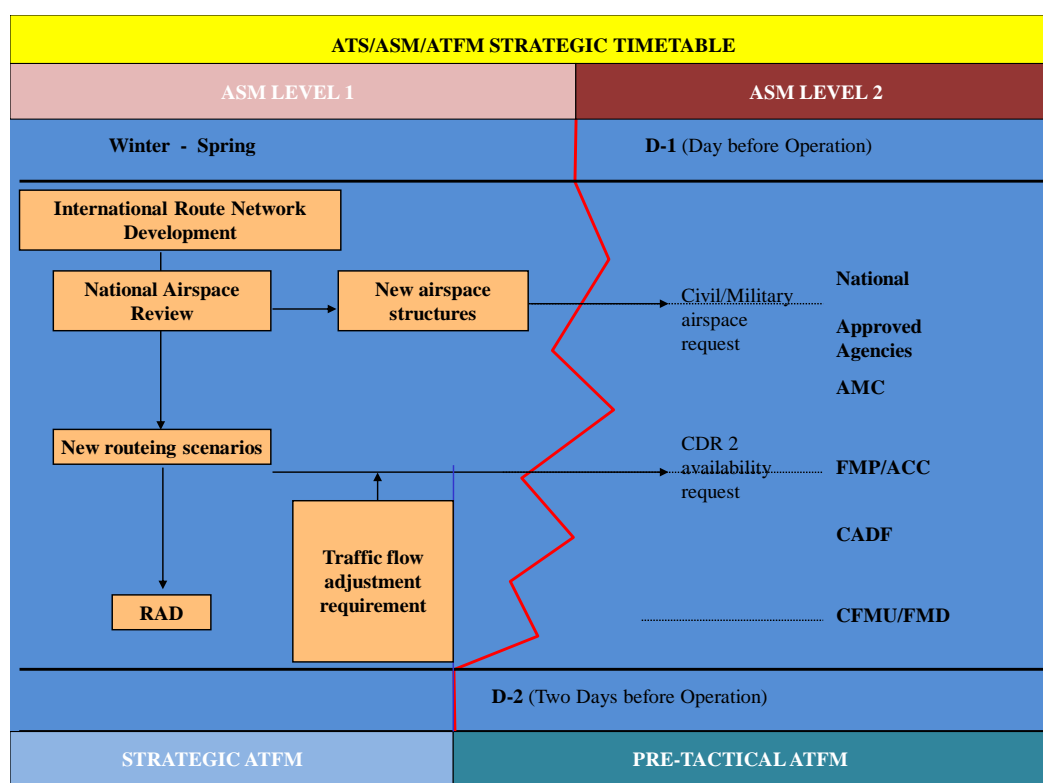 ATS/ASM/ATFM STRATEGIC TIMETABLE
ASM LEVEL 1
ASM LEVEL 2
Winter - Spring
D-1 (Day before Operation)
International Route Network
Development
National Airspace
Review
New airspace
structures
Civil/Military
airspace
request
National
Approved
Agencies
AMC
New routeing scenarios
CDR 2
availability
request
FMP/ACC
Traffic flow
adjustment
requirement
CADF
RAD
CFMU/FMD
D-2 (Two Days before Operation)
STRATEGIC ATFM
PRE-TACTICAL ATFM